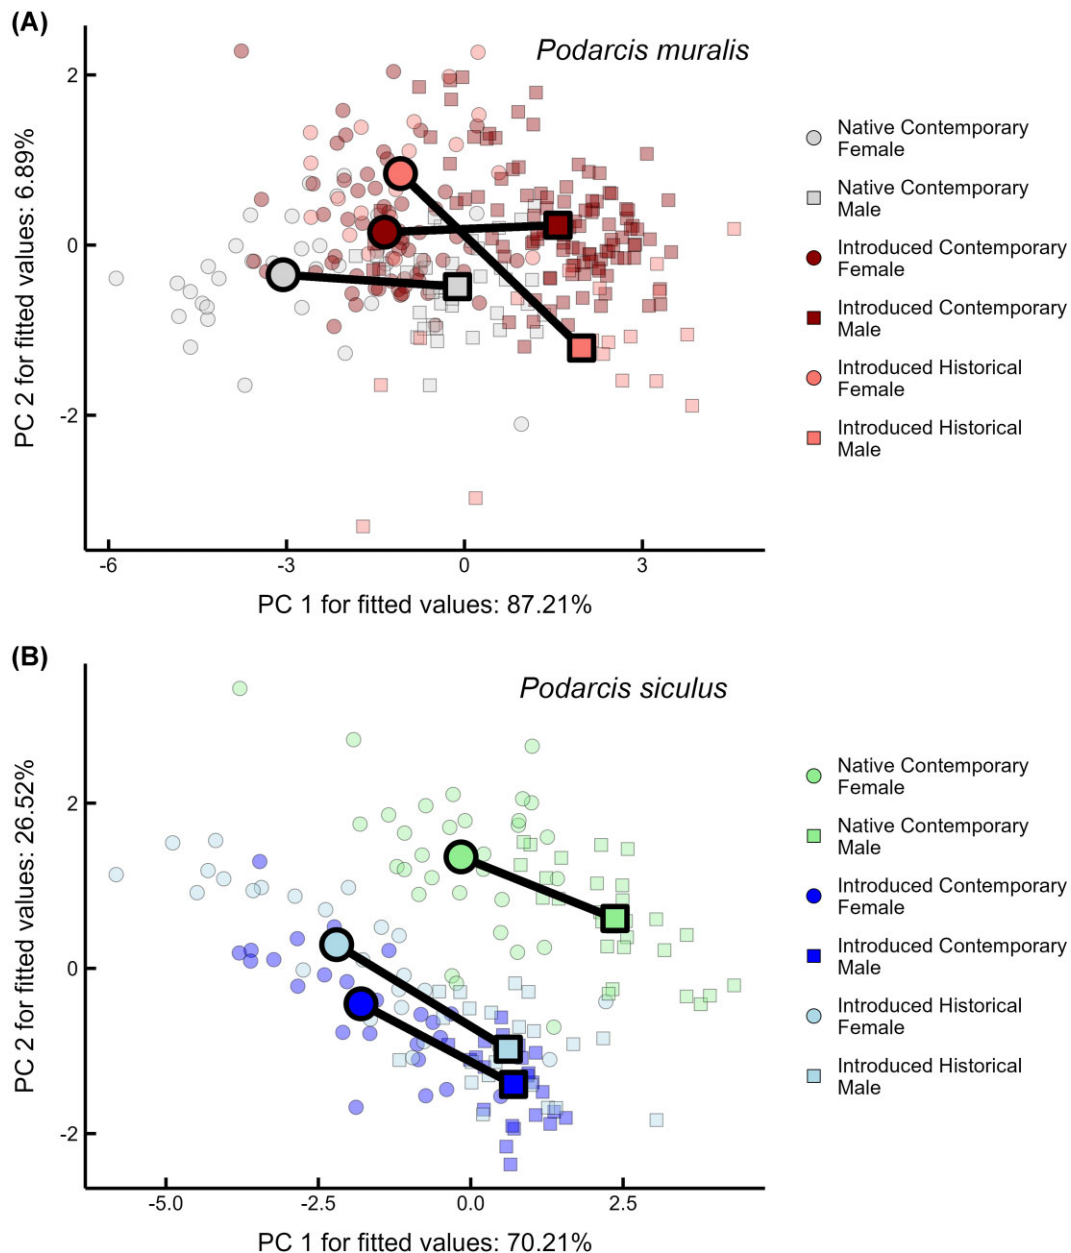 (A)
Podarcis muralis
PC 2 for fitted values: 6.89%
2
0
-2
-6
-3
0
3
PC 1 for fitted values: 87.21%
Native Contemporary
Female
Native Contemporary
Male
Introduced Contemporary
Female
Introduced Contemporary
Male
Introduced Historical
Female
Introduced Historical
Male
(B)
Podarcis siculus
PC 2 for fitted values: 26.52%
2
0
-2
-5.0
-2.5
0.0
2.5
PC 1 for fitted values: 70.21%
Native Contemporary
Female
Native Contemporary
Male
Introduced Contemporary
Female
Introduced Contemporary
Male
Introduced Historical
Female
Introduced Historical
Male